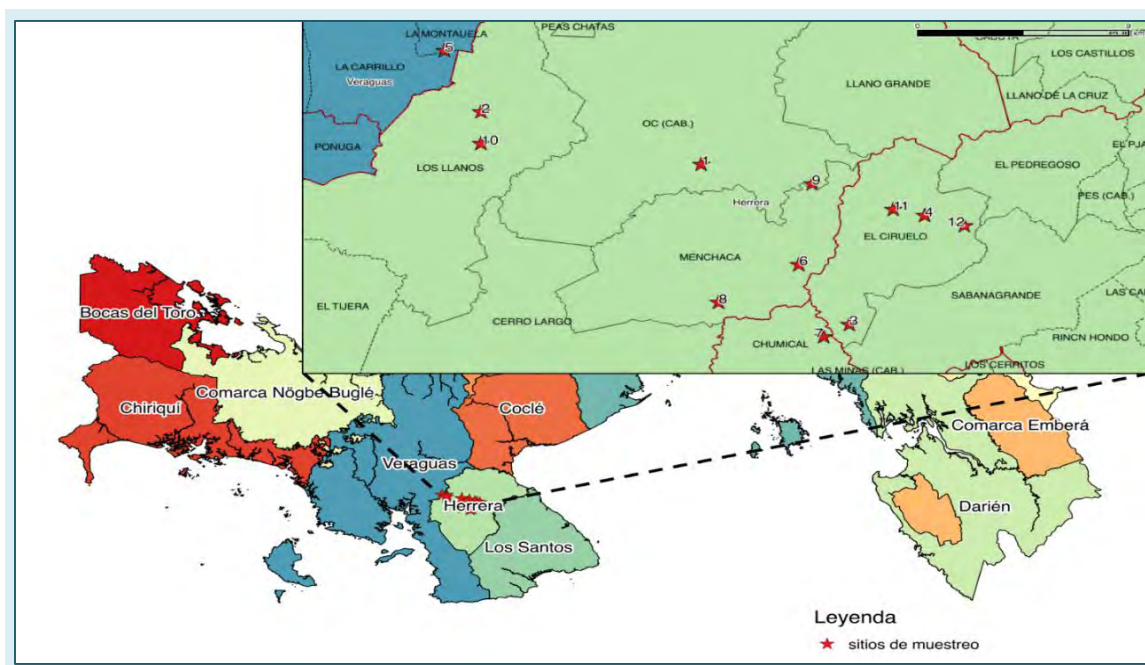 PEAS CHATAS
LA MONTAUELA
5
LOS CASTILLOS
LA CARRILLO
Veraguas
LLANO GRANDE
LLANO DE LA CRUZ
2
OC (CAB.)
PONUGA
10
LOS LLANOS
1
EL PEDREGOSO
9
Herrera
PES (CAB.)
11
4
12
EL CIRUELO
MENCHACA
6
EL TIJERA
8
SABANAGRANDE
CERRO LARGO
3
7
CHUMICAL
RINCN HONDO
LAS MINAS (CAB.)
LOS CERRITOS
Bocas del Toro
Comarca Nögbe Buglé
Chiriquí
Coclé
Comarca Emberá
Veraguas
Herrera
Darién
Los Santos
Leyenda
sitios de muestreo